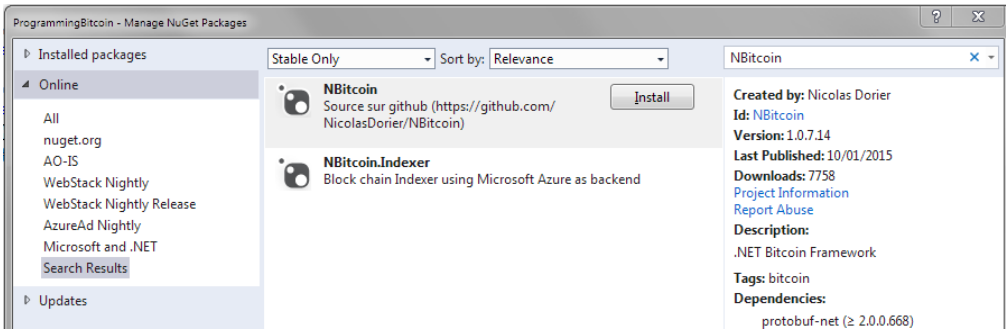 ProgrammingBitcoin - Manage NuGet Packages
Installed packages
Online
All
nuget.org
AO-IS
WebStack Nightly
WebStack Nightly Release
AzureAd Nightly
Microsoft and .NET
Search Results
Updates
Stable Only
Sort by: Relevance
NBitcoin
Source sur github (https://github.com/
NicolasDorier/NBitcoin)
Install
NBitcoin.Indexer
Block chain Indexer using Microsoft Azure as backend
NBitcoin
Created by: Nicolas Dorier
Id: NBitcoin
Version: 1.0.7.14
Last Published: 10/01/2015
Downloads: 7758
Project Information
Report Abuse
Description:
.NET Bitcoin Framework
Tags: bitcoin
Dependencies:
protobuf-net (≥ 2.0.0.668)